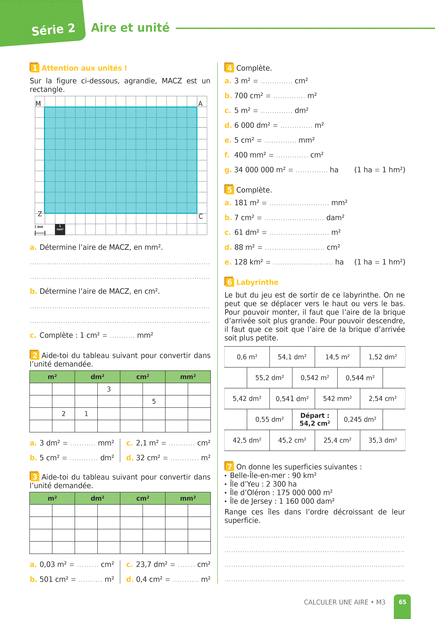 Série 2
Aire et unité
1 Attention aux unités !
Sur la figure ci-dessous, agrandie, MACZ est un
rectangle.
M
A
Z
C
1 mm
1 mm²
a. Détermine l'aire de MACZ, en mm².
b. Détermine l'aire de MACZ, en cm².
c. Complète : 1 cm² = .......... mm²
2 Aide-toi du tableau suivant pour convertir dans
l'unité demandée.
m² dm² cm² mm²
3
5
2 1
a. 3 dm² = .......... mm²
c. 2,1 m² = .......... cm²
b. 5 cm² = .......... dm²
d. 32 cm² = .......... m²
3 Aide-toi du tableau suivant pour convertir dans
l'unité demandée.
m² dm² cm² mm²
a. 0,03 m² = ........ cm²
c. 23,7 dm² = ....... cm²
b. 501 cm² = ......... m²
d. 0,4 cm² = .......... m²
4 Complète.
a. 3 m² = .............. cm²
b. 700 cm² = .............. m²
c. 5 m² = .............. dm²
d. 6 000 dm² = .............. m²
e. 5 cm² = .............. mm²
f. 400 mm² = .............. cm²
g. 34 000 000 m² = .............. ha (1 ha = 1 hm²)
5 Complète.
a. 181 m² = .......................... mm²
b. 7 cm² = .......................... dam²
c. 61 dm² = .......................... m²
d. 88 m² = .......................... cm²
e. 128 km² = .......................... ha (1 ha = 1 hm²)
6 Labyrinthe
Le but du jeu est de sortir de ce labyrinthe. On ne
peut que se déplacer vers le haut ou vers le bas.
Pour pouvoir monter, il faut que l'aire de la brique
d'arrivée soit plus grande. Pour pouvoir descendre,
il faut que ce soit que l'aire de la brique d'arrivée
soit plus petite.
0,6 m² 54,1 dm² 14,5 m² 1,52 dm²
55,2 dm² 0,542 m² 0,544 m²
5,42 dm² 0,541 dm² 542 mm² 2,54 cm²
0,55 dm² Départ : 54,2 cm² 0,245 dm²
42,5 dm² 45,2 cm² 25,4 cm² 35,3 dm²
7 On donne les superficies suivantes :
• Belle-Île-en-mer : 90 km²
• Île d'Yeu : 2 300 ha
• Île d'Oléron : 175 000 000 m²
• Île de Jersey : 1 160 000 dam²
Range ces îles dans l'ordre décroissant de leur
superficie.
CALCULER UNE AIRE • M3 65